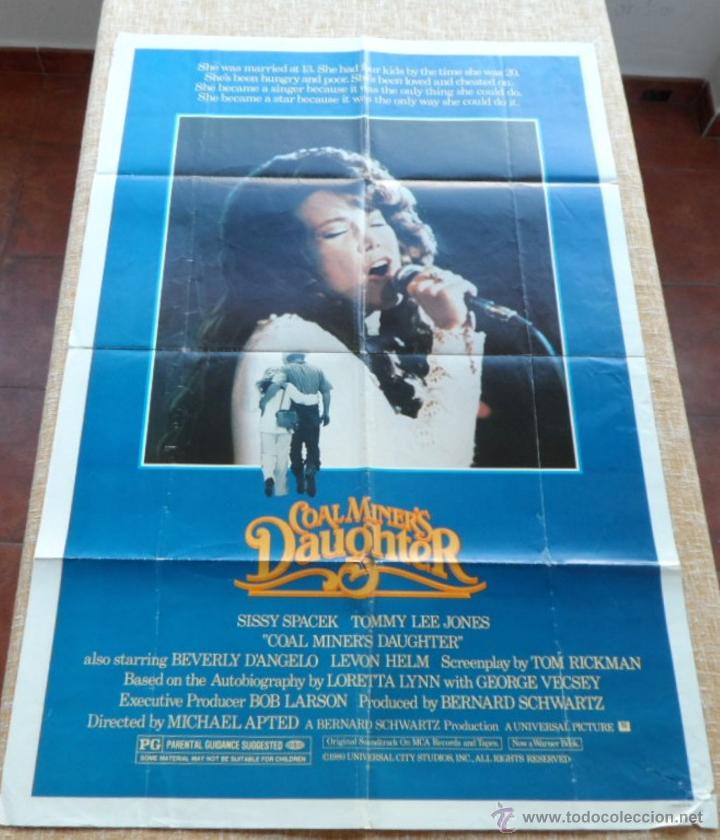 She was married at 13. She had four kids by the time she was 20.
She's been hungry and poor. She's been loved and cheated on.
She became a singer because it was the only thing she could do.
She became a star because it was the only way she could do it.
COAL MINER'S
Daughter
SISSY SPACEK TOMMY LEE JONES
"COAL MINER'S DAUGHTER"
also starring BEVERLY D'ANGELO LEVON HELM Screenplay by TOM RICKMAN
Based on the Autobiography by LORETTA LYNN with GEORGE VECSEY
Executive Producer BOB LARSON Produced by BERNARD SCHWARTZ
Directed by MICHAEL APTED A BERNARD SCHWARTZ Production A UNIVERSAL PICTURE
PG PARENTAL GUIDANCE SUGGESTED
SOME MATERIAL MAY NOT BE SUITABLE FOR CHILDREN
Original Soundtrack On MCA Records and Tapes. Now a Warner Book.
©1980 UNIVERSAL CITY STUDIOS, INC., ALL RIGHTS RESERVED
www.todocoleccion.net